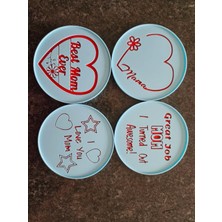 Best Mom
Ever
Mama
I
Love You
Mom
Great Job
MOM
I Turned Out
Awesome!